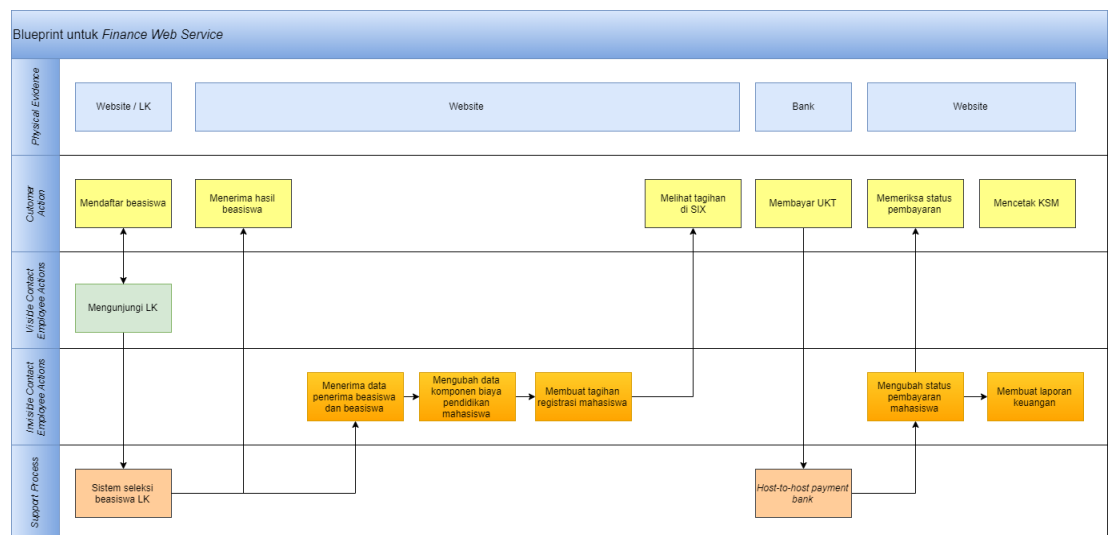 Blueprint untuk Finance Web Service
Physical Evidence
Website / LK
Website
Bank
Website
Cutomer
Action
Mendaftar beasiswa
Menerima hasil
beasiswa
Melihat tagihan
di SIX
Membayar UKT
Memeriksa status
pembayaran
Mencetak KSM
Visible Contact
Employee Actions
Mengunjungi LK
Invisible Contact
Employee Actions
Menerima data
penerima beasiswa
dan beasiswa
Mengubah data
komponen biaya
pendidikan
mahasiswa
Membuat tagihan
registrasi mahasiswa
Mengubah status
pembayaran
mahasiswa
Membuat laporan
keuangan
Support Process
Sistem seleksi
beasiswa LK
Host-to-host payment
bank